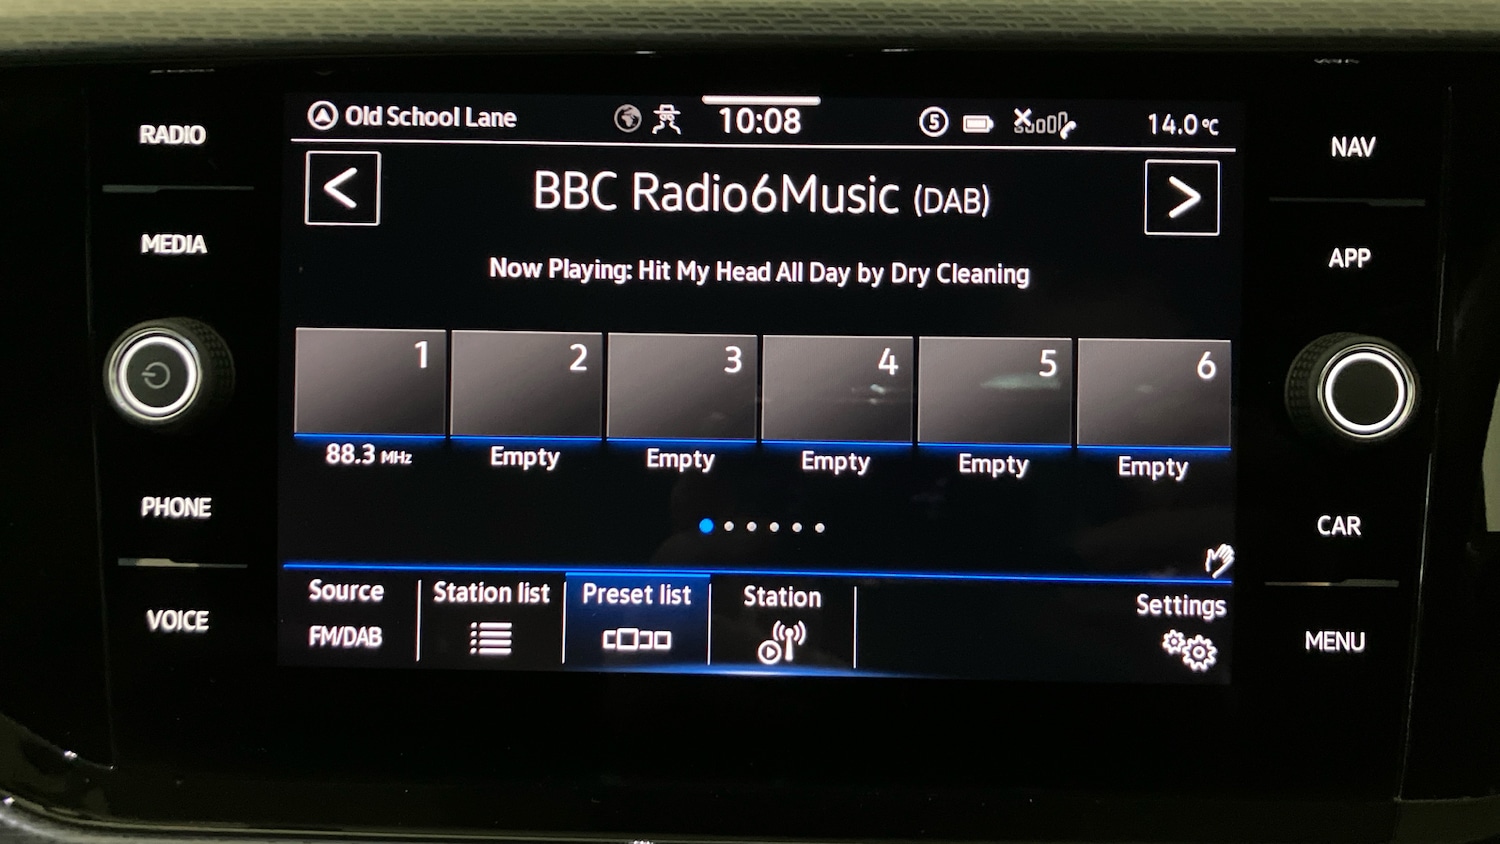 RADIO
MEDIA
PHONE
VOICE
Old School Lane
10:08
5
14.0°C
<
BBC Radio6Music (DAB)
>
Now Playing: Hit My Head All Day by Dry Cleaning
1
2
3
4
5
6
88.3 MHz
Empty
Empty
Empty
Empty
Empty
Source
FM/DAB
Station list
Preset list
Station
Settings
NAV
APP
CAR
MENU